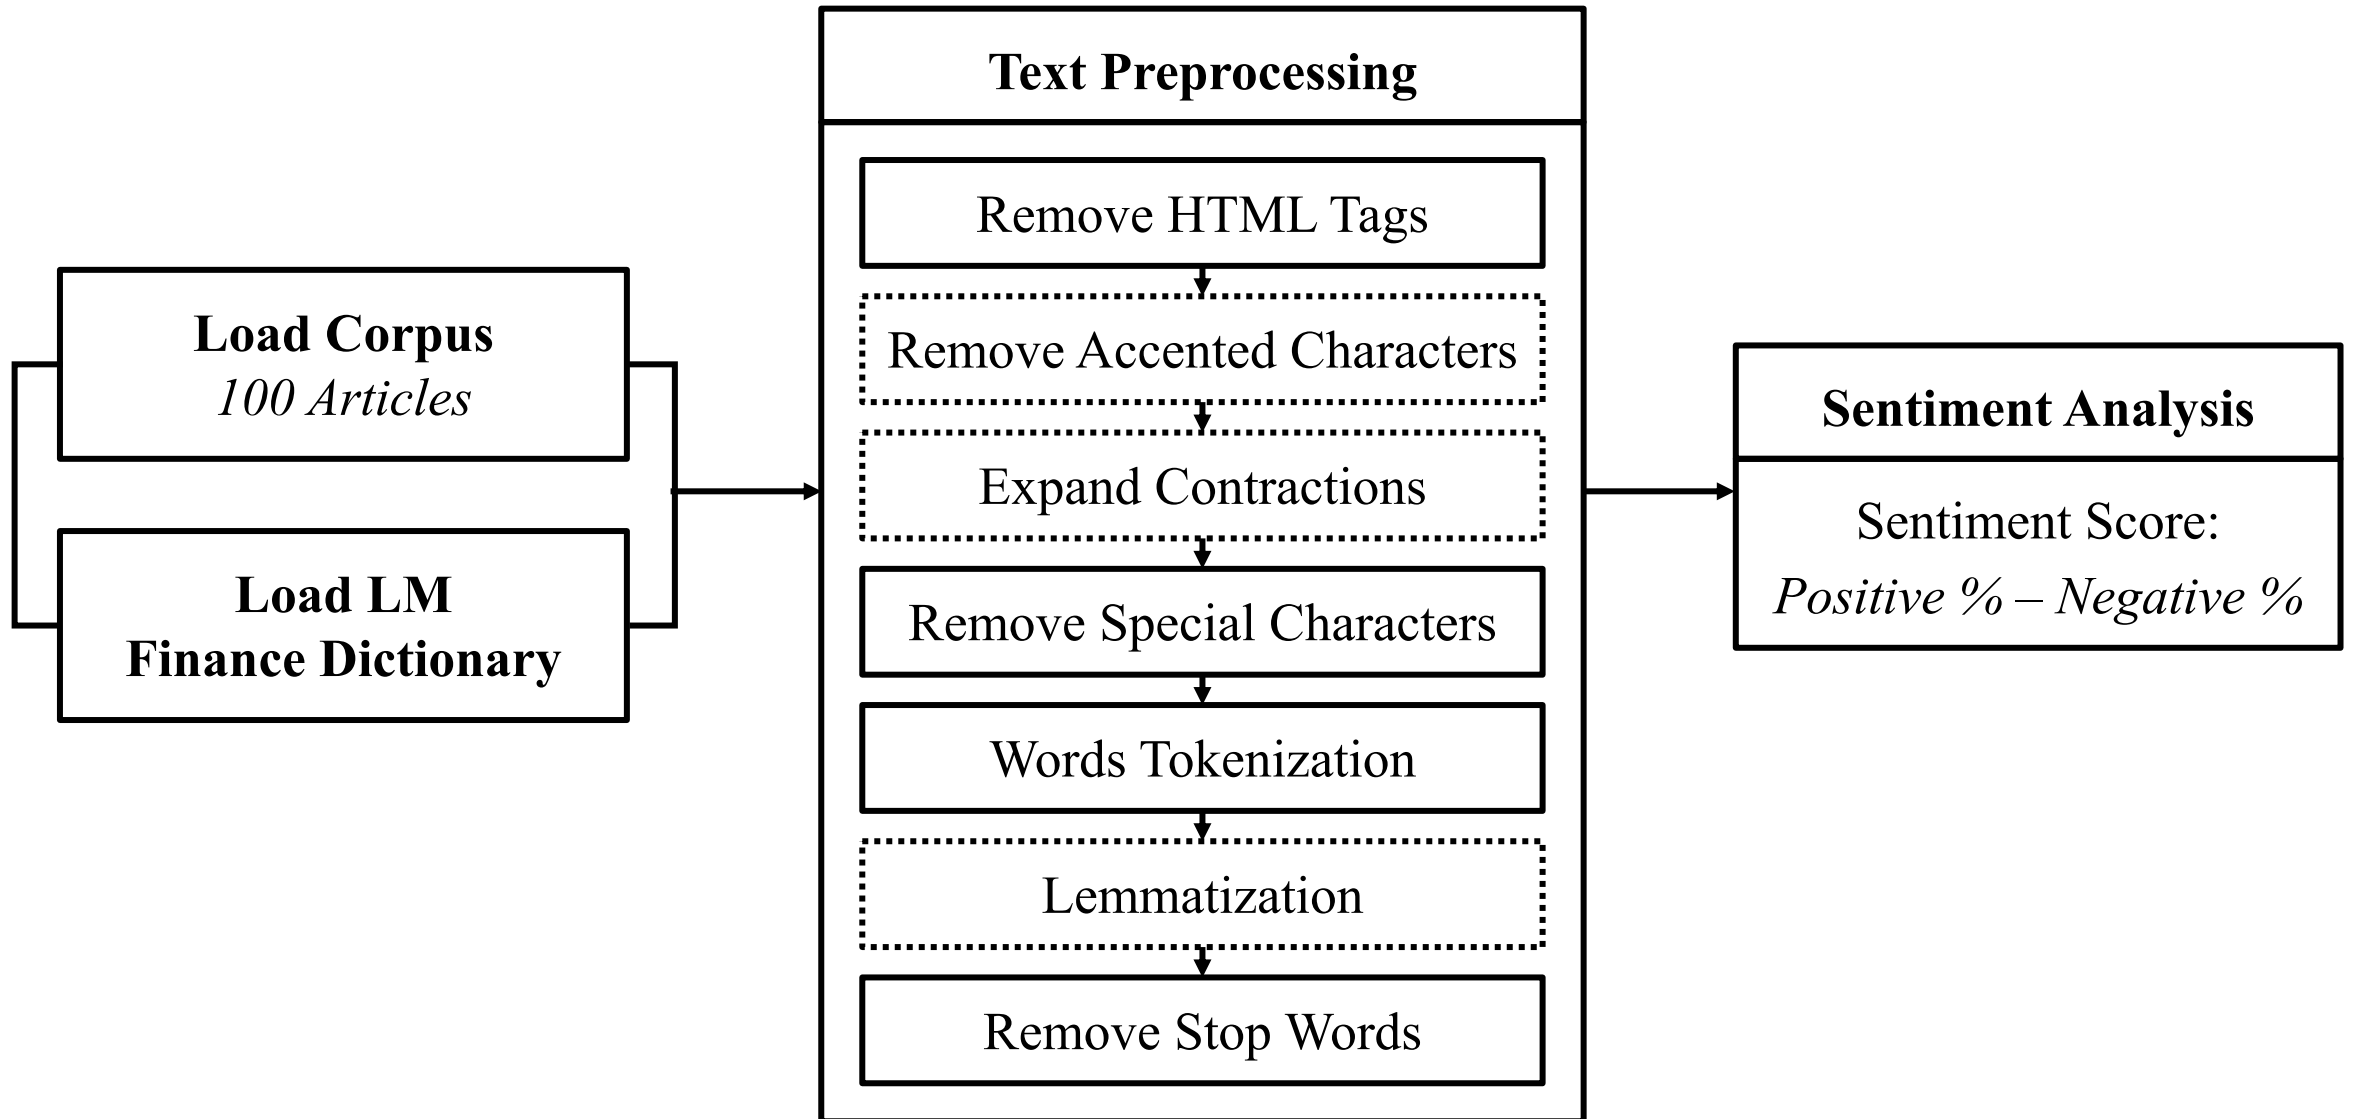 Load Corpus
100 Articles
Load LM
Finance Dictionary
Text Preprocessing
Remove HTML Tags
Remove Accented Characters
Expand Contractions
Remove Special Characters
Words Tokenization
Lemmatization
Remove Stop Words
Sentiment Analysis
Sentiment Score:
Positive % – Negative %